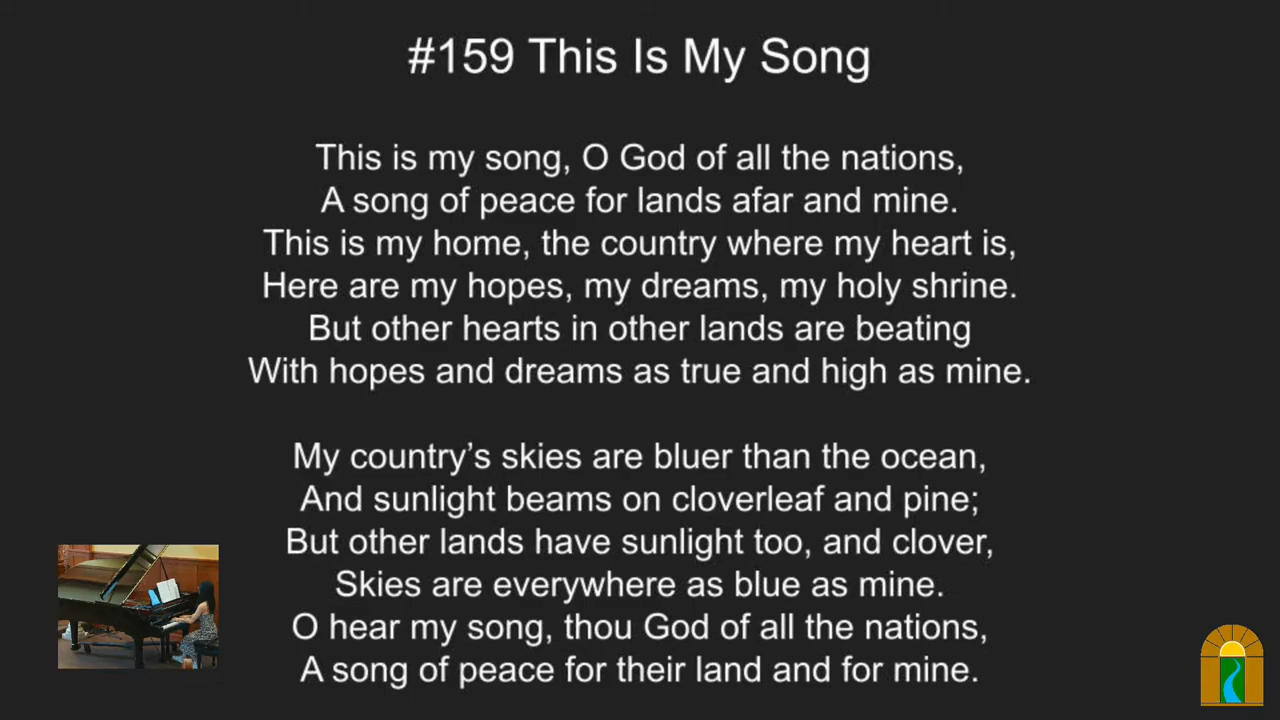 #159 This Is My Song
This is my song, O God of all the nations,
A song of peace for lands afar and mine.
This is my home, the country where my heart is,
Here are my hopes, my dreams, my holy shrine.
But other hearts in other lands are beating
With hopes and dreams as true and high as mine.
My country’s skies are bluer than the ocean,
And sunlight beams on cloverleaf and pine;
But other lands have sunlight too, and clover,
Skies are everywhere as blue as mine.
O hear my song, thou God of all the nations,
A song of peace for their land and for mine.